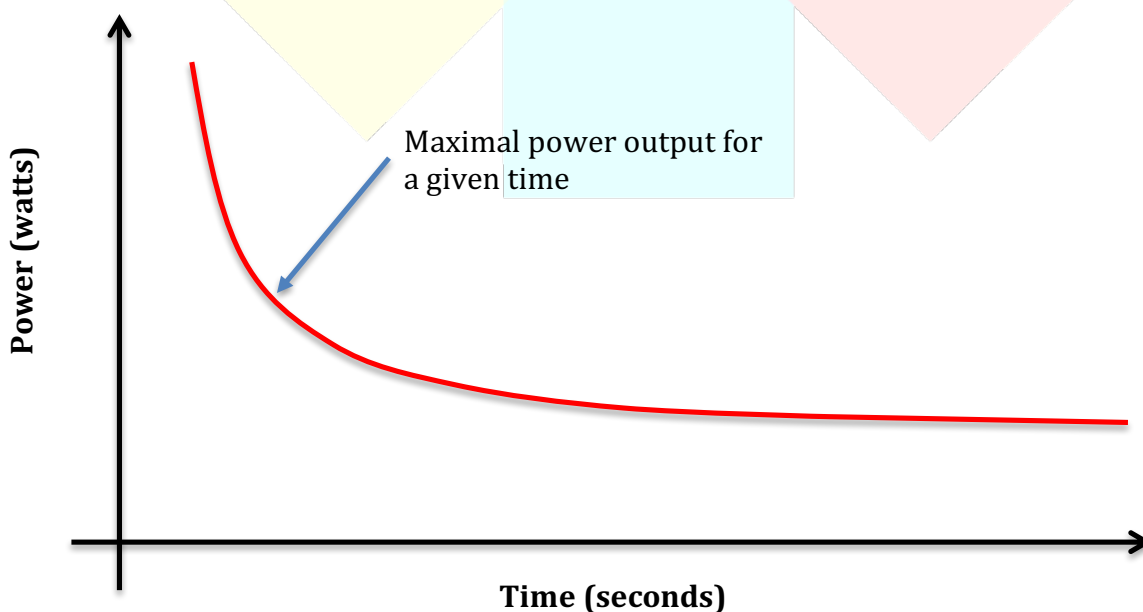 Maximal power output for
a given time
Power (watts)
Time (seconds)